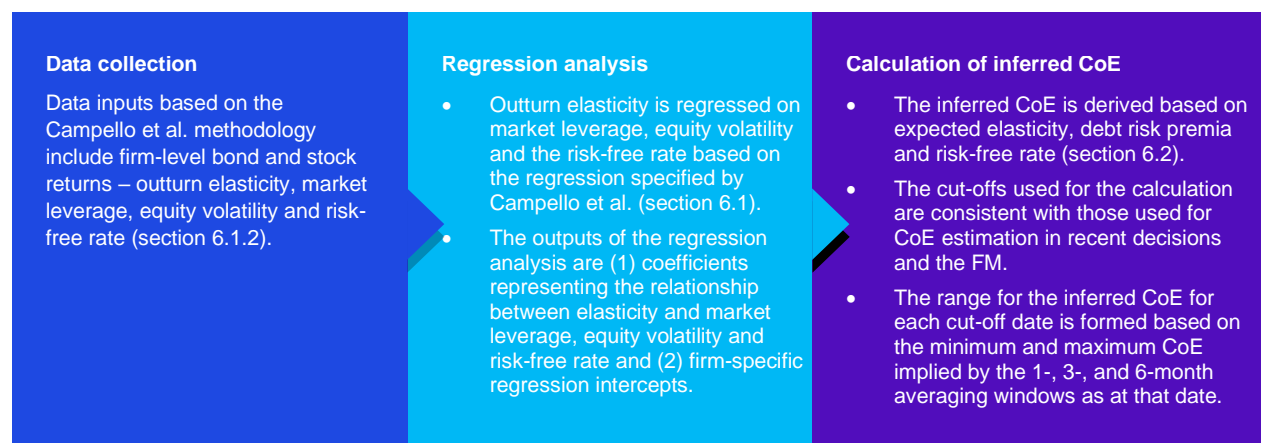 Data collection
Data inputs based on the
Campello et al. methodology
include firm-level bond and stock
returns – outturn elasticity, market
leverage, equity volatility and risk-
free rate (section 6.1.2).
Regression analysis
• Outturn elasticity is regressed on
market leverage, equity volatility
and the risk-free rate based on
the regression specified by
Campello et al. (section 6.1).
• The outputs of the regression
analysis are (1) coefficients
representing the relationship
between elasticity and market
leverage, equity volatility and
risk-free rate and (2) firm-specific
regression intercepts.
Calculation of inferred CoE
• The inferred CoE is derived based on
expected elasticity, debt risk premia
and risk-free rate (section 6.2).
• The cut-offs used for the calculation
are consistent with those used for
CoE estimation in recent decisions
and the FM.
• The range for the inferred CoE for
each cut-off date is formed based on
the minimum and maximum CoE
implied by the 1-, 3-, and 6-month
averaging windows as at that date.